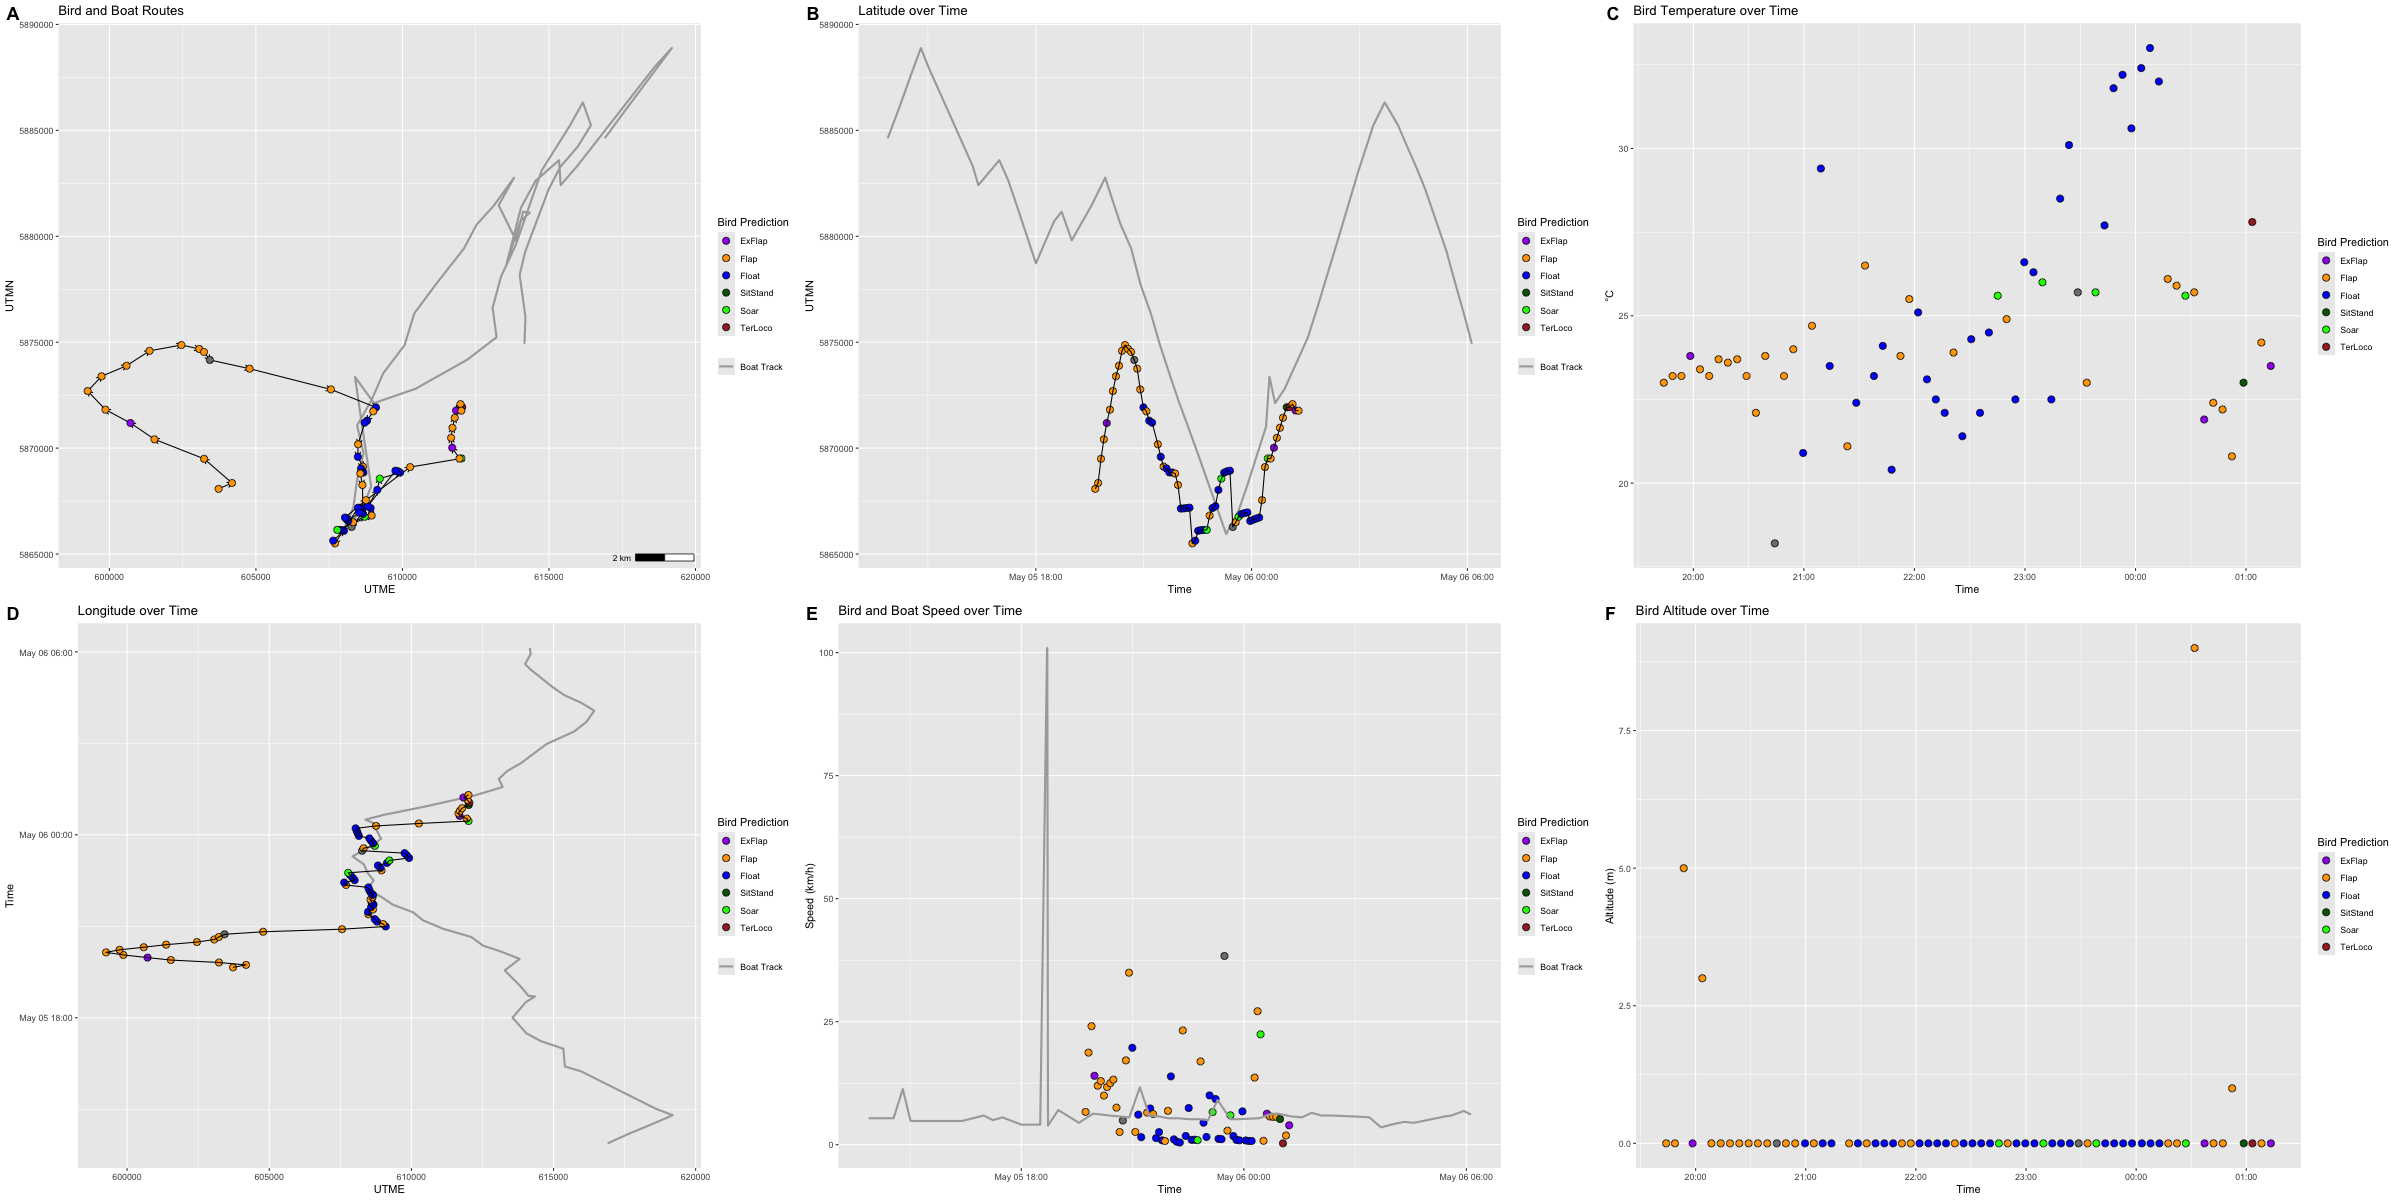 A Bird and Boat Routes
5890000
5885000
5880000
5875000
5870000
5865000
UTMN
600000 605000 610000 615000 620000
UTME
2 km
Bird Prediction
ExFlap
Flap
Float
SitStand
Soar
TerLoco
Boat Track
B Latitude over Time
5890000
5885000
5880000
5875000
5870000
5865000
UTMN
May 05 18:00 May 06 00:00 May 06 06:00
Time
Bird Prediction
ExFlap
Flap
Float
SitStand
Soar
TerLoco
Boat Track
C Bird Temperature over Time
30
25
20
°C
20:00 21:00 22:00 23:00 00:00 01:00
Time
Bird Prediction
ExFlap
Flap
Float
SitStand
Soar
TerLoco
D Longitude over Time
May 06 06:00
May 06 00:00
May 05 18:00
Time
600000 605000 610000 615000 620000
UTME
Bird Prediction
ExFlap
Flap
Float
SitStand
Soar
TerLoco
Boat Track
E Bird and Boat Speed over Time
100
75
50
25
0
Speed (km/h)
May 05 18:00 May 06 00:00 May 06 06:00
Time
Bird Prediction
ExFlap
Flap
Float
SitStand
Soar
TerLoco
Boat Track
F Bird Altitude over Time
7.5
5.0
2.5
0.0
Altitude (m)
20:00 21:00 22:00 23:00 00:00 01:00
Time
Bird Prediction
ExFlap
Flap
Float
SitStand
Soar
TerLoco